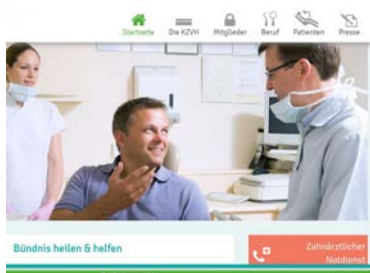 Startseite Die KZVH Mitglieder Beruf Patienten Presse
Bündnis heilen & helfen
Zahnärztlicher
Notdienst